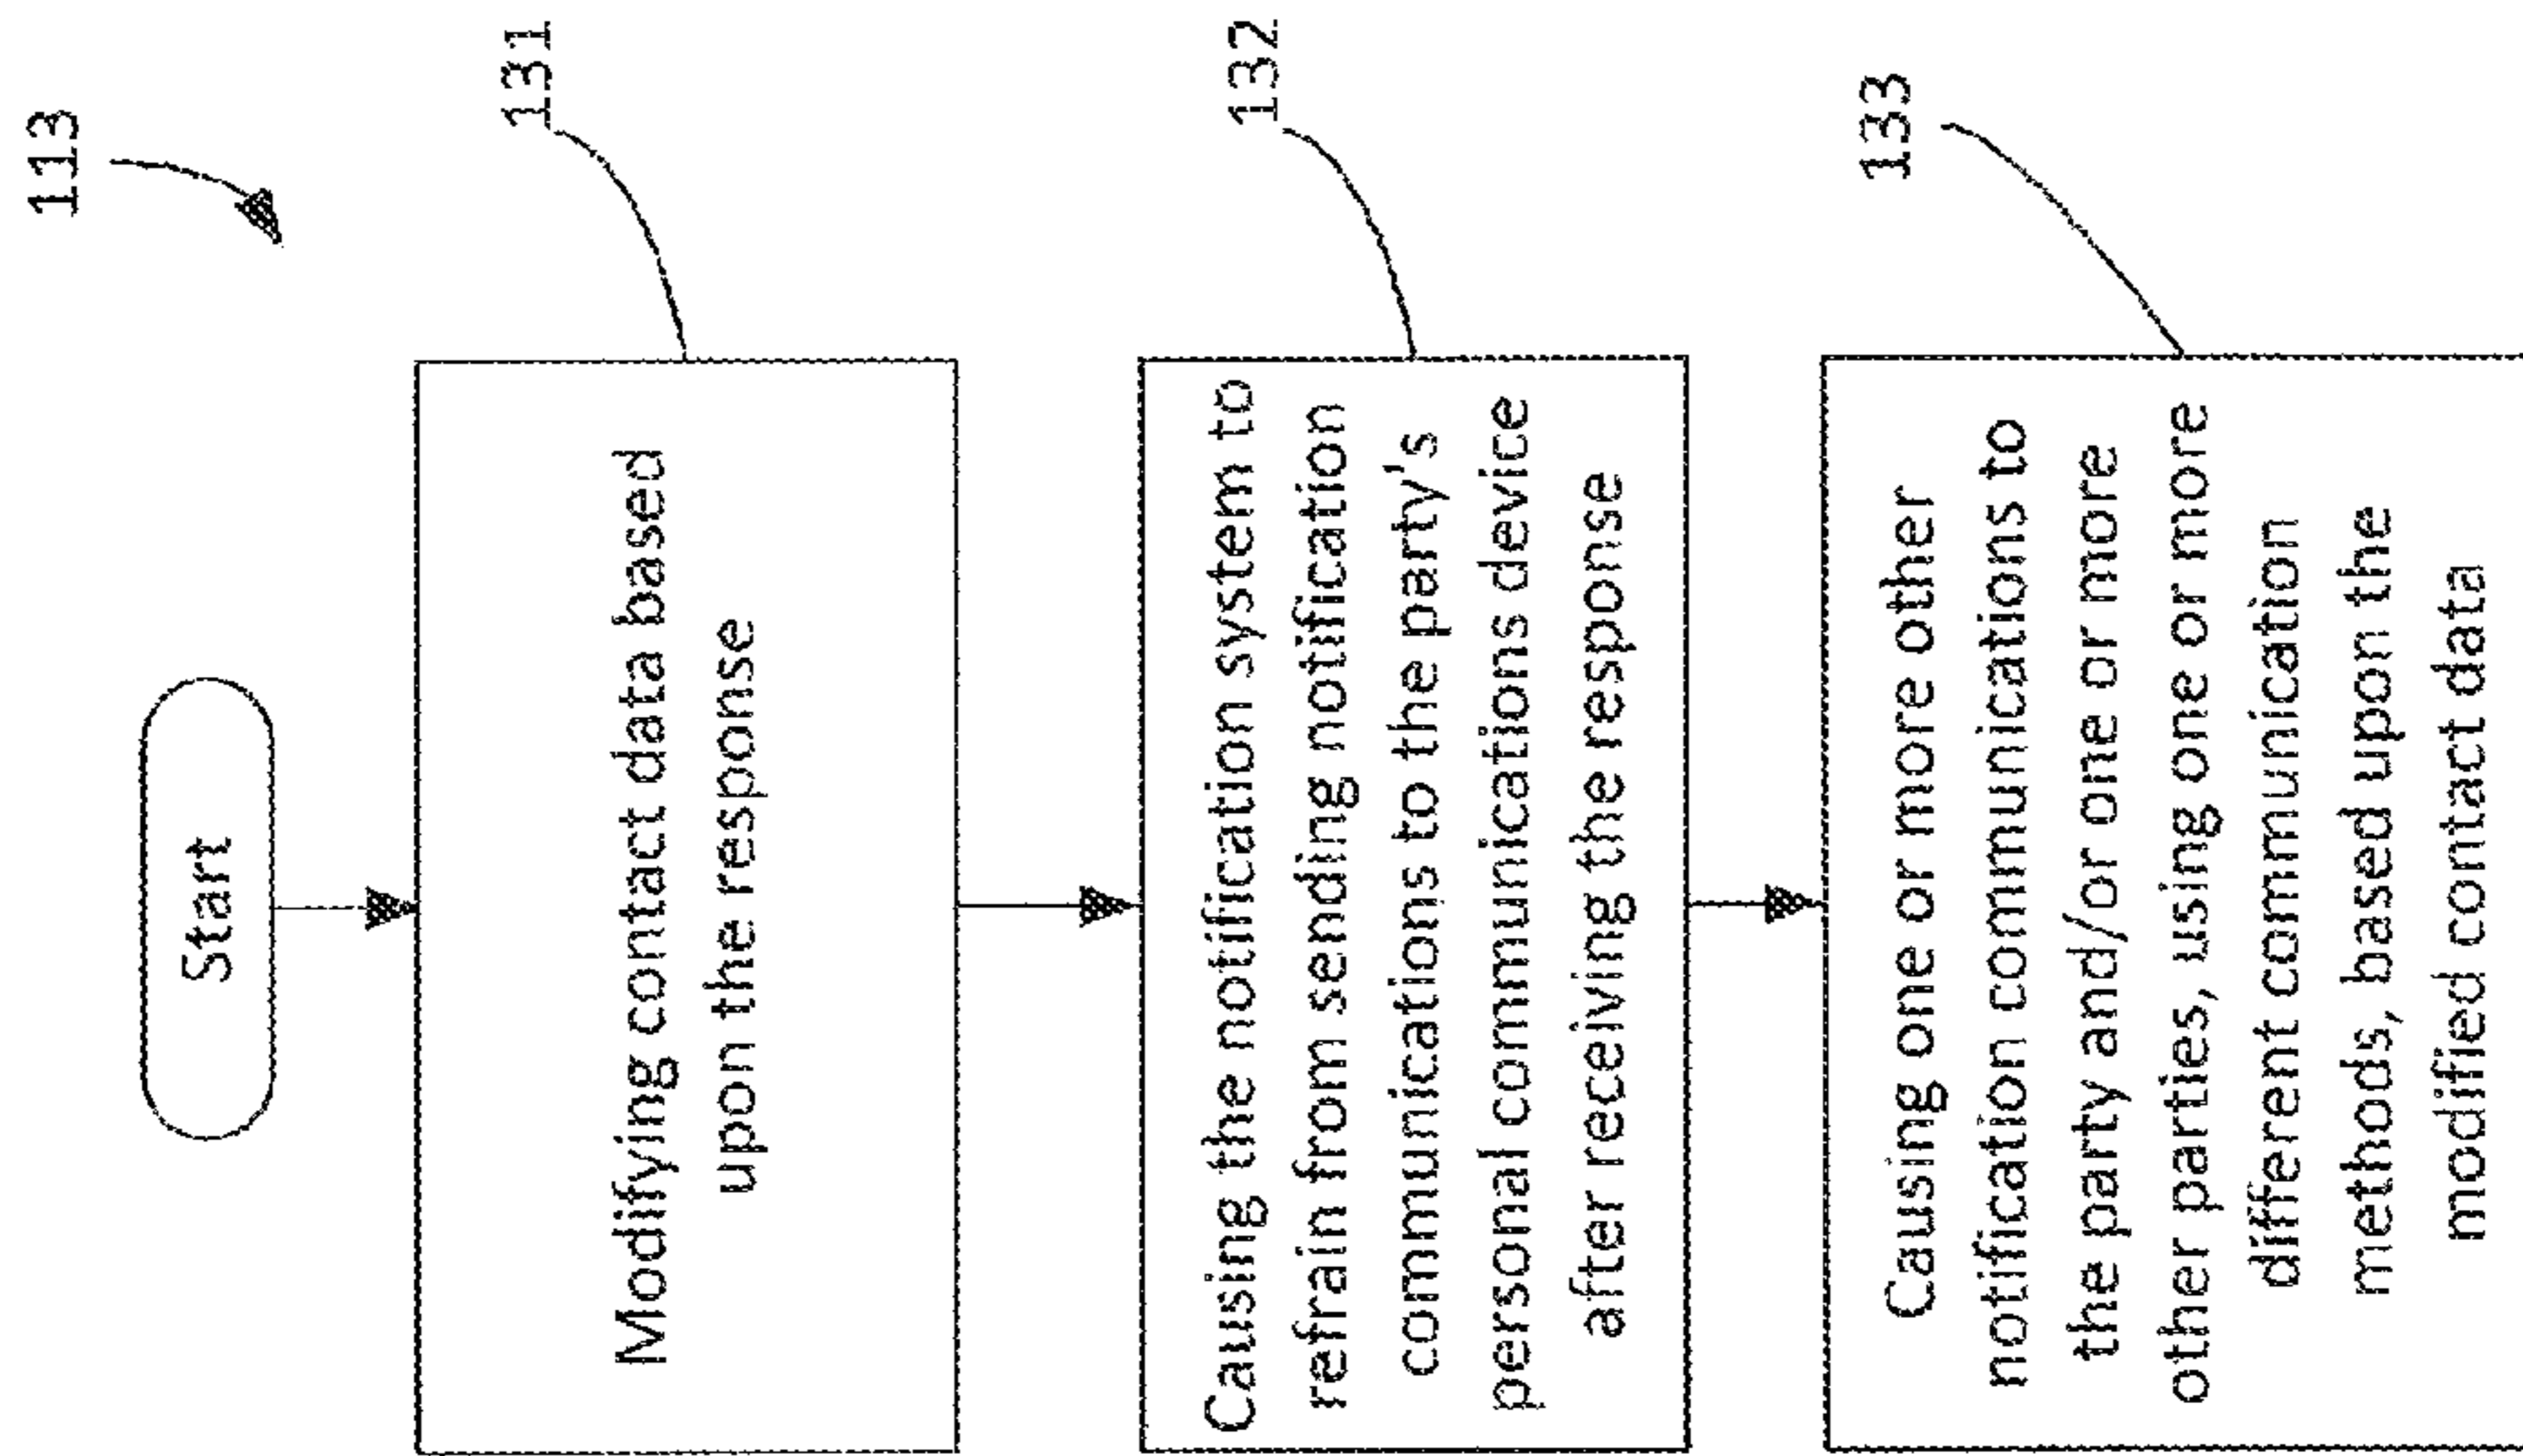 113
Start
131
Modifying contact data based
upon the response
132
Causing the notification system to
refrain from sending notification
communications to the party's
personal communications device
after receiving the response
133
Causing one or more other
notification communications to
the party and/or one or more
other parties, using one or more
different communication
methods, based upon the
modified contact data